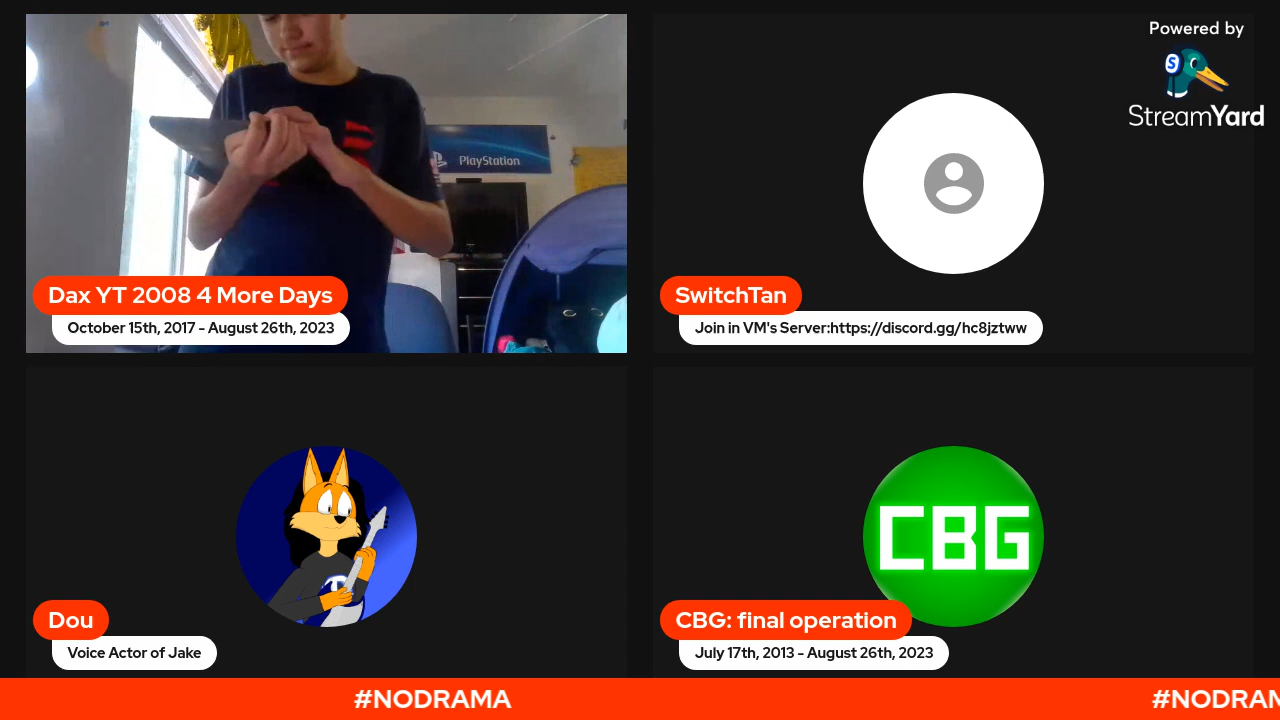 Powered by
StreamYard
PlayStation
Dax YT 2008 4 More Days
October 15th, 2017 - August 26th, 2023
SwitchTan
Join in VM's Server:https://discord.gg/hc8jztww
CBG
Dou
Voice Actor of Jake
CBG: final operation
July 17th, 2013 - August 26th, 2023
#NODRAMA
#NODRAM